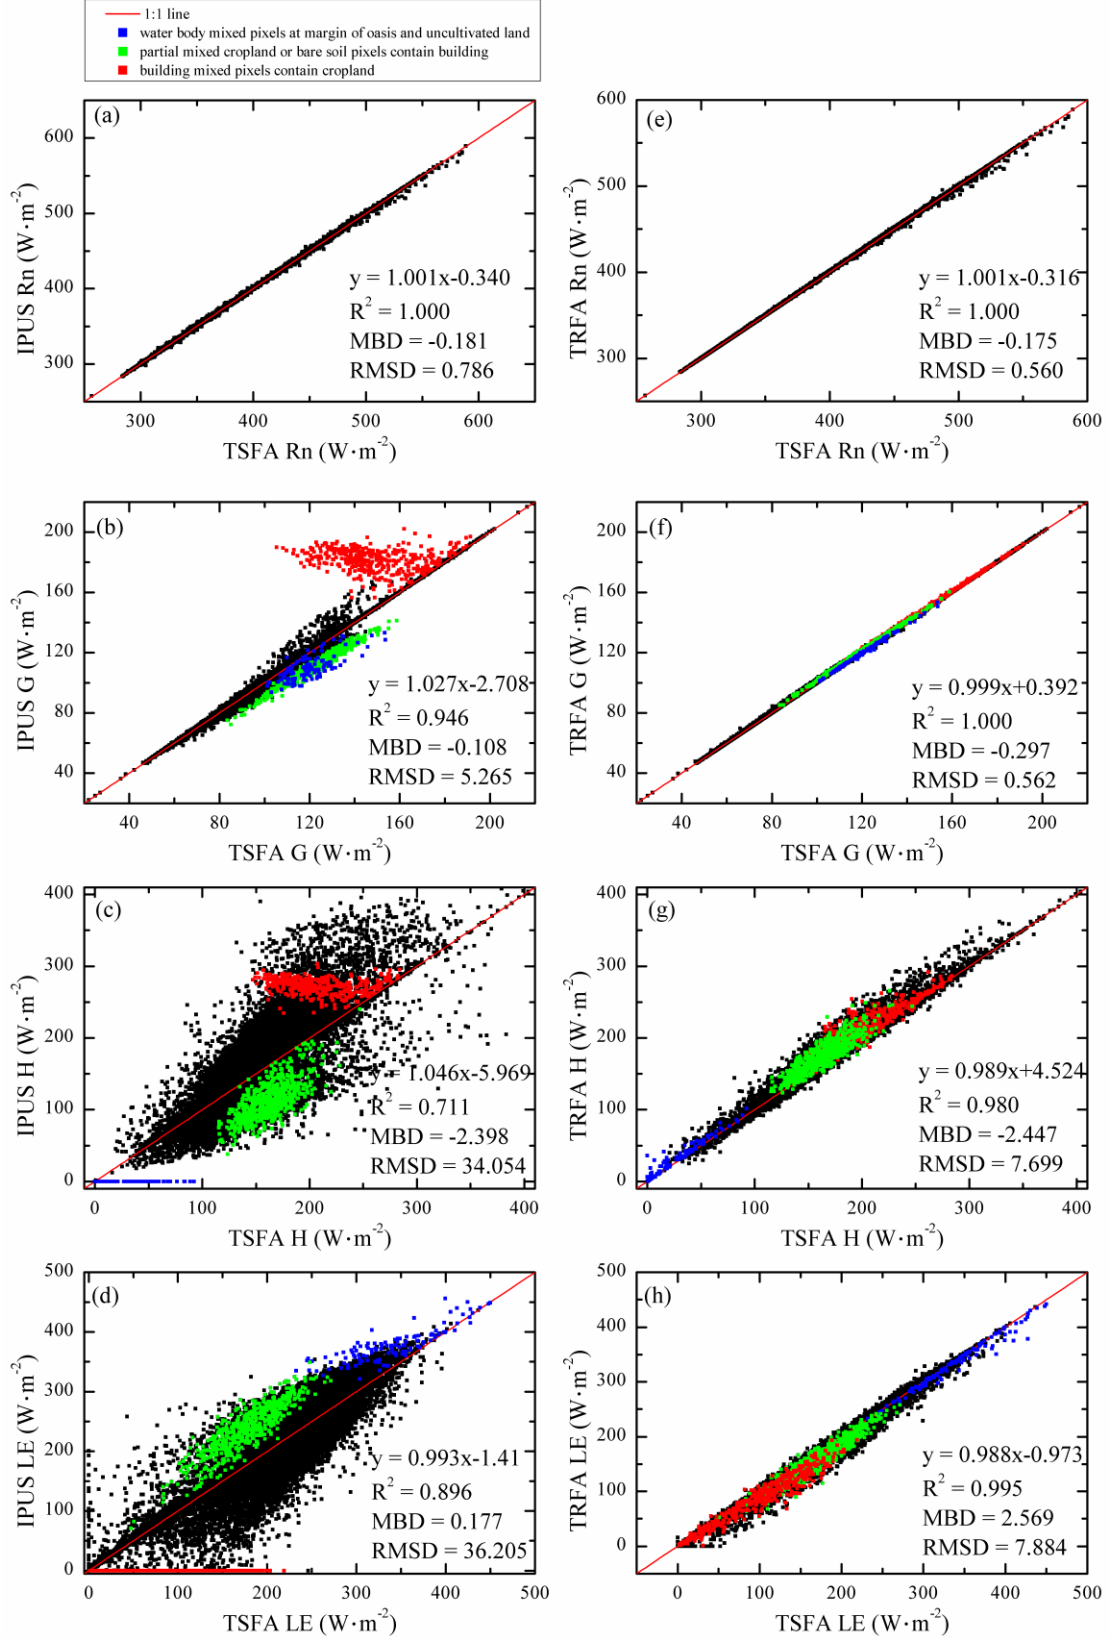 1:1 line
water body mixed pixels at margin of oasis and uncultivated land
partial mixed cropland or bare soil pixels contain building
building mixed pixels contain cropland
(a)
600
500
400
300
300 400 500 600
IPUS Rn (W·m⁻²)
TSFA Rn (W·m⁻²)
y = 1.001x-0.340
R² = 1.000
MBD = -0.181
RMSD = 0.786
(e)
600
500
400
300
300 400 500 600
TRFA Rn (W·m⁻²)
TSFA Rn (W·m⁻²)
y = 1.001x-0.316
R² = 1.000
MBD = -0.175
RMSD = 0.560
(b)
200
160
120
80
40
40 80 120 160 200
IPUS G (W·m⁻²)
TSFA G (W·m⁻²)
y = 1.027x-2.708
R² = 0.946
MBD = -0.108
RMSD = 5.265
(f)
200
160
120
80
40
40 80 120 160 200
TRFA G (W·m⁻²)
TSFA G (W·m⁻²)
y = 0.999x+0.392
R² = 1.000
MBD = -0.297
RMSD = 0.562
(c)
400
300
200
100
0
0 100 200 300 400
IPUS H (W·m⁻²)
TSFA H (W·m⁻²)
y = 1.046x-5.969
R² = 0.711
MBD = -2.398
RMSD = 34.054
(g)
400
300
200
100
0
0 100 200 300 400
TRFA H (W·m⁻²)
TSFA H (W·m⁻²)
y = 0.989x+4.524
R² = 0.980
MBD = -2.447
RMSD = 7.699
(d)
500
400
300
200
100
0
0 100 200 300 400 500
IPUS LE (W·m⁻²)
TSFA LE (W·m⁻²)
y = 0.993x-1.41
R² = 0.896
MBD = 0.177
RMSD = 36.205
(h)
500
400
300
200
100
0
0 100 200 300 400 500
TRFA LE (W·m⁻²)
TSFA LE (W·m⁻²)
y = 0.988x-0.973
R² = 0.995
MBD = 2.569
RMSD = 7.884